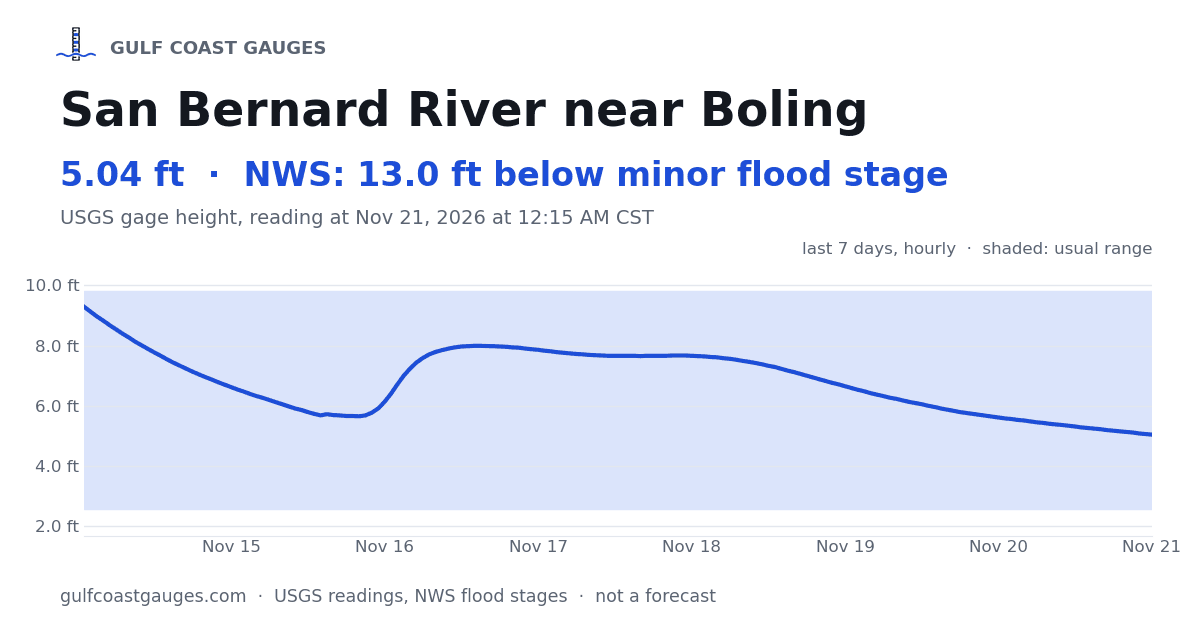 GULF COAST GAUGES
San Bernard River near Boling
5.04 ft · NWS: 13.0 ft below minor flood stage
USGS gage height, reading at Nov 21, 2026 at 12:15 AM CST
last 7 days, hourly · shaded: usual range
10.0 ft
8.0 ft
6.0 ft
4.0 ft
2.0 ft
Nov 15 Nov 16 Nov 17 Nov 18 Nov 19 Nov 20 Nov 21
gulfcoastgauges.com · USGS readings, NWS flood stages · not a forecast